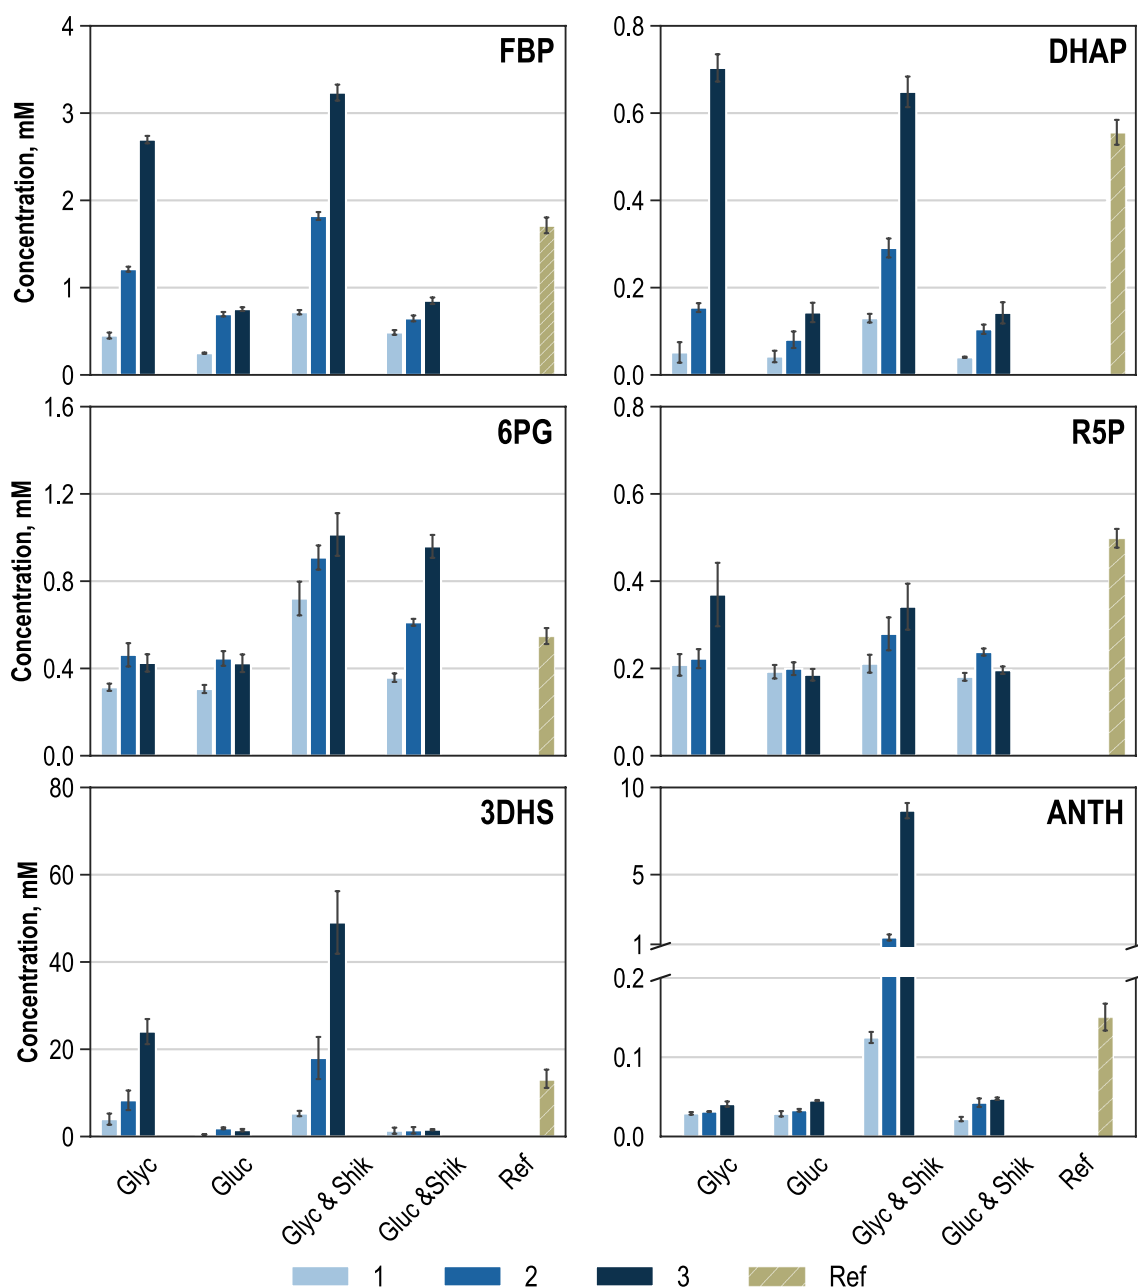 FBP
Concentration, mM
4
3
2
1
0
DHAP
0.8
0.6
0.4
0.2
0.0
6PG
Concentration, mM
1.6
1.2
0.8
0.4
0.0
R5P
0.8
0.6
0.4
0.2
0.0
3DHS
Concentration, mM
80
60
40
20
0
Glyc
Gluc
Glyc & Shik
Gluc &Shik
Ref
ANTH
10
5
1
0.2
0.1
0.0
Glyc
Gluc
Glyc & Shik
Gluc & Shik
Ref
1 2 3 Ref